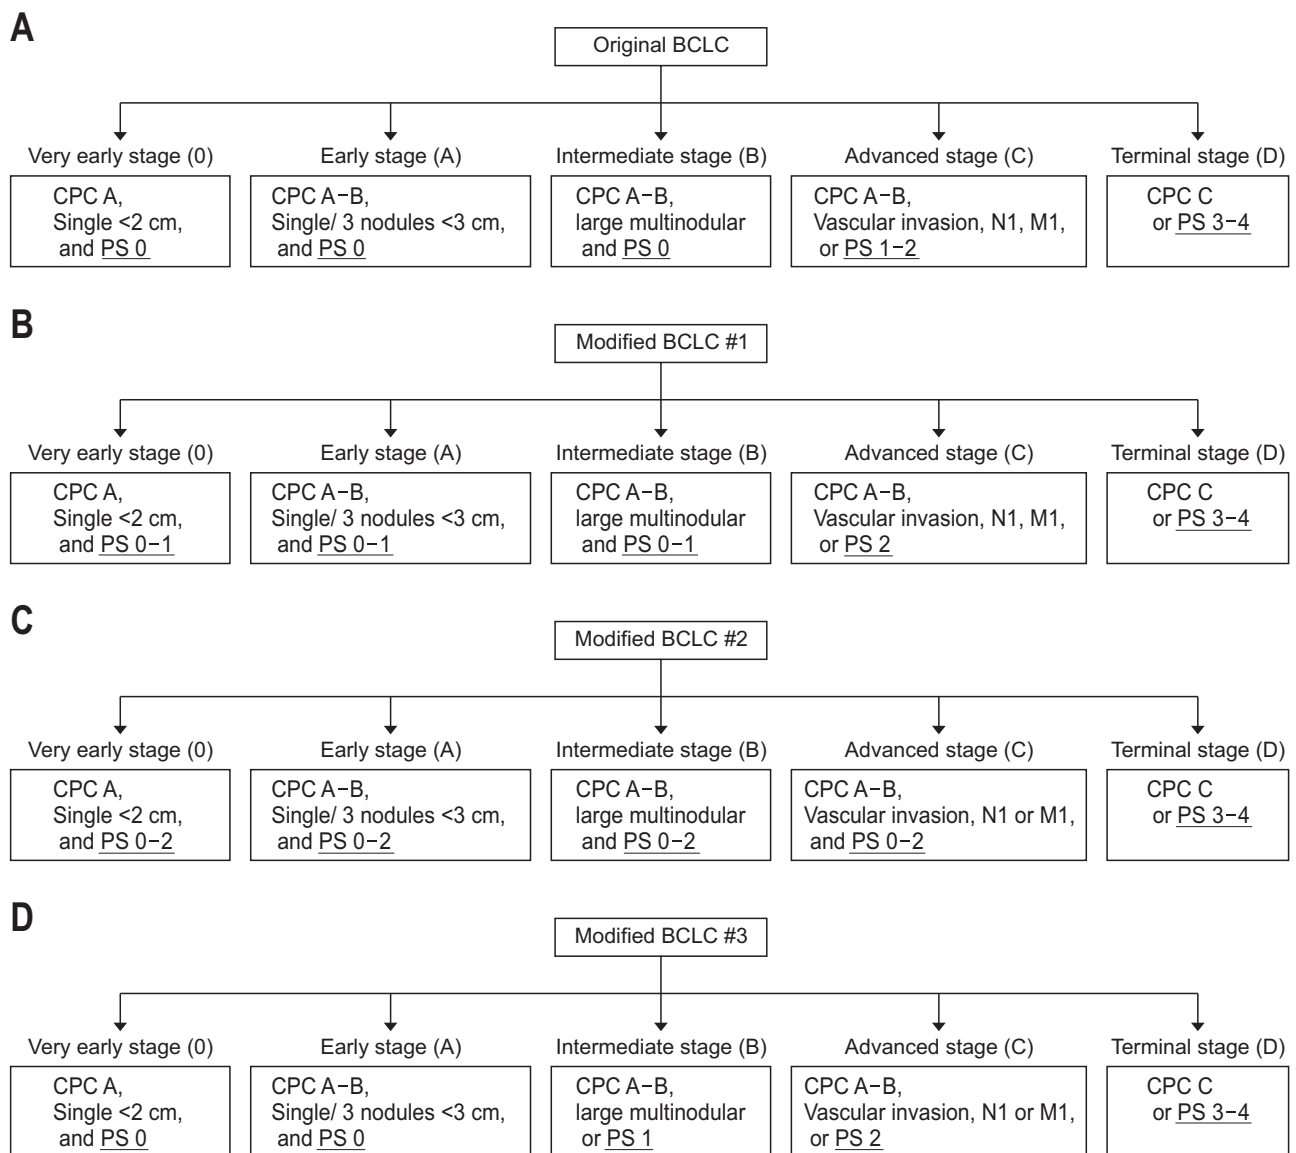 A
Original BCLC
Very early stage (0)
Early stage (A)
Intermediate stage (B)
Advanced stage (C)
Terminal stage (D)
CPC A,
Single <2 cm,
and PS 0
CPC A–B,
Single/ 3 nodules <3 cm,
and PS 0
CPC A–B,
large multinodular
and PS 0
CPC A–B,
Vascular invasion, N1, M1,
or PS 1–2
CPC C
or PS 3–4
B
Modified BCLC #1
Very early stage (0)
Early stage (A)
Intermediate stage (B)
Advanced stage (C)
Terminal stage (D)
CPC A,
Single <2 cm,
and PS 0–1
CPC A–B,
Single/ 3 nodules <3 cm,
and PS 0–1
CPC A–B,
large multinodular
and PS 0–1
CPC A–B,
Vascular invasion, N1, M1,
or PS 2
CPC C
or PS 3–4
C
Modified BCLC #2
Very early stage (0)
Early stage (A)
Intermediate stage (B)
Advanced stage (C)
Terminal stage (D)
CPC A,
Single <2 cm,
and PS 0–2
CPC A–B,
Single/ 3 nodules <3 cm,
and PS 0–2
CPC A–B,
large multinodular
and PS 0–2
CPC A–B,
Vascular invasion, N1 or M1,
and PS 0–2
CPC C
or PS 3–4
D
Modified BCLC #3
Very early stage (0)
Early stage (A)
Intermediate stage (B)
Advanced stage (C)
Terminal stage (D)
CPC A,
Single <2 cm,
and PS 0
CPC A–B,
Single/ 3 nodules <3 cm,
and PS 0
CPC A–B,
large multinodular
or PS 1
CPC A–B,
Vascular invasion, N1 or M1,
or PS 2
CPC C
or PS 3–4